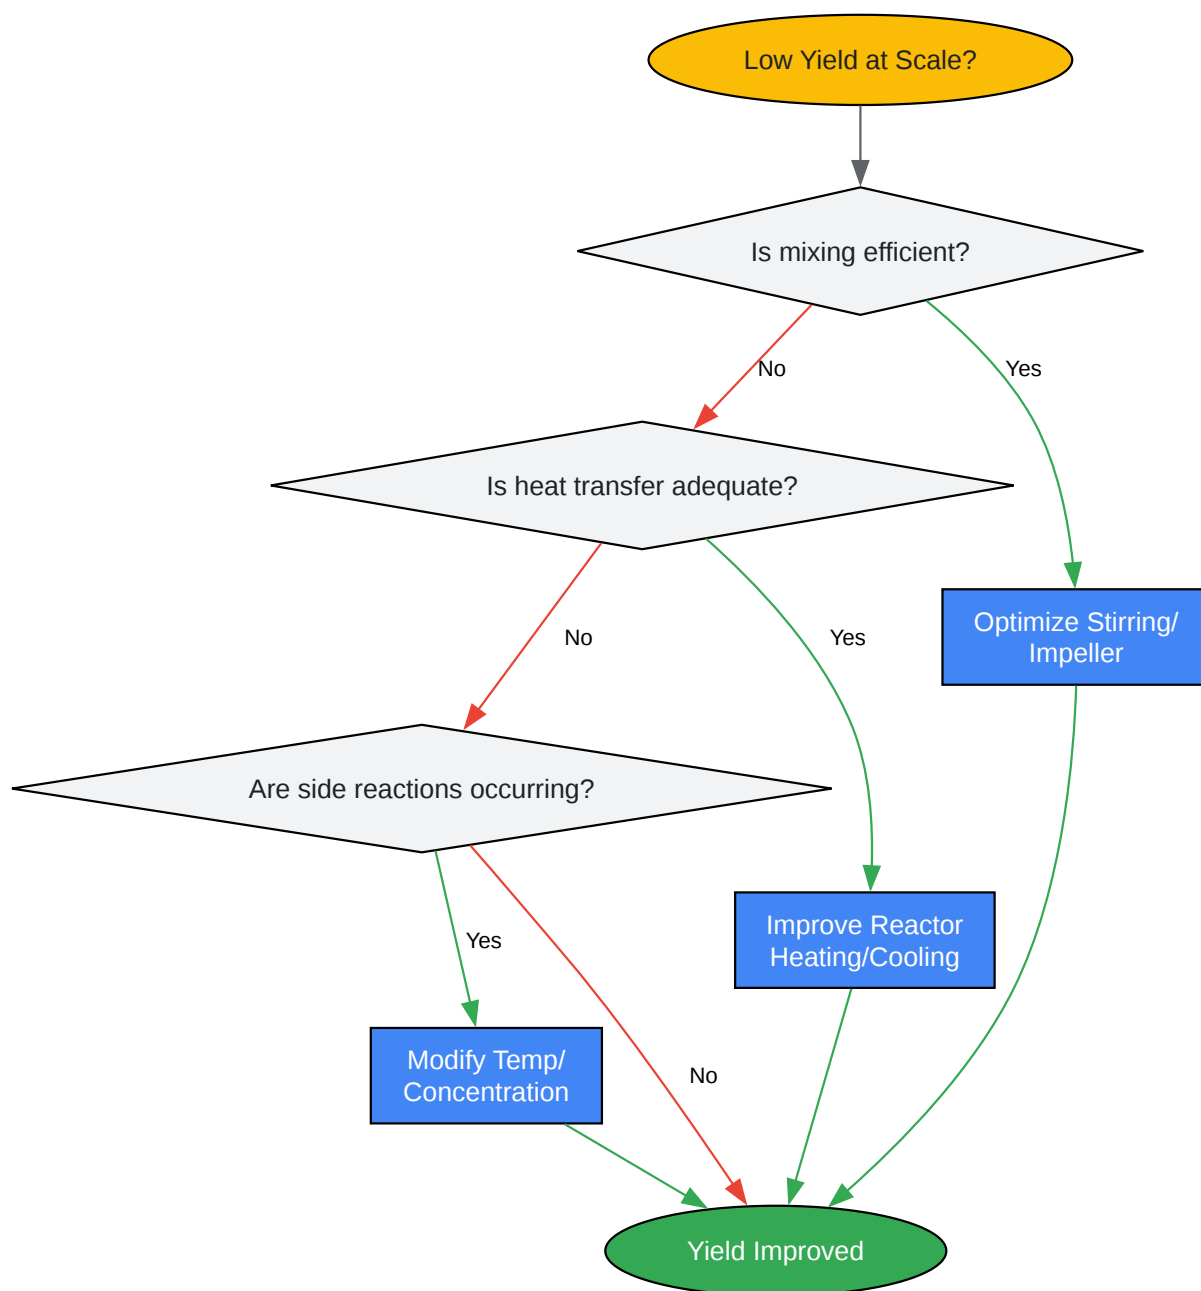 Low Yield at Scale?
Is mixing efficient?
No
Yes
Is heat transfer adequate?
No
Yes
Optimize Stirring/
Impeller
Are side reactions occurring?
Yes
No
Improve Reactor
Heating/Cooling
Modify Temp/
Concentration
Yield Improved